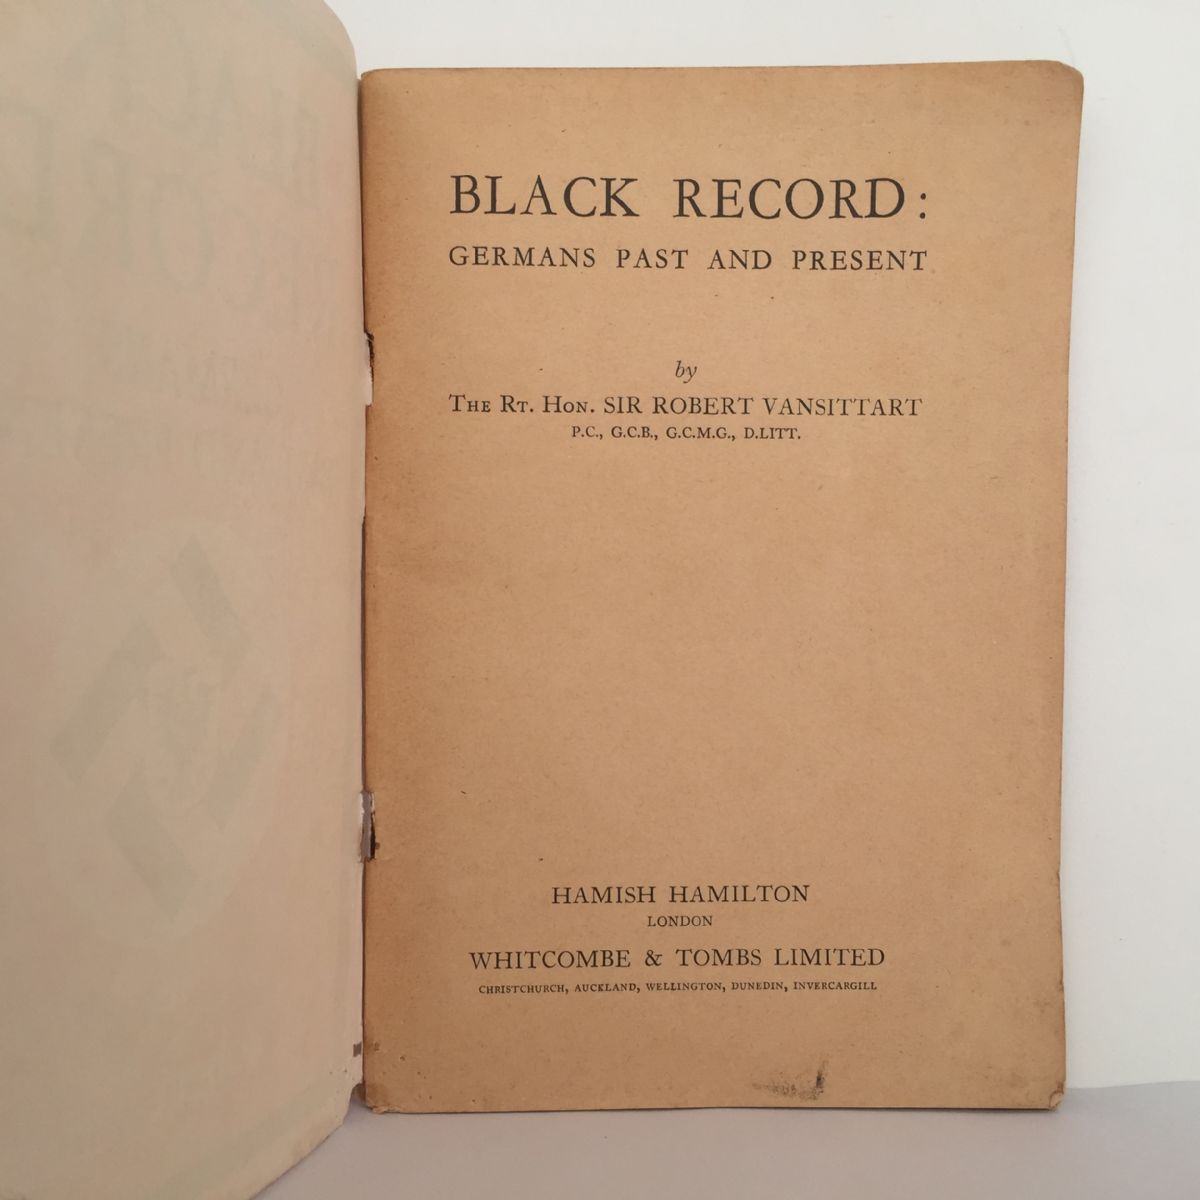 BLACK RECORD:
GERMANS PAST AND PRESENT
by
THE RT. HON. SIR ROBERT VANSITTART
P.C., G.C.B., G.C.M.G., D.LITT.
HAMISH HAMILTON
LONDON
WHITCOMBE & TOMBS LIMITED
CHRISTCHURCH, AUCKLAND, WELLINGTON, DUNEDIN, INVERCARGILL